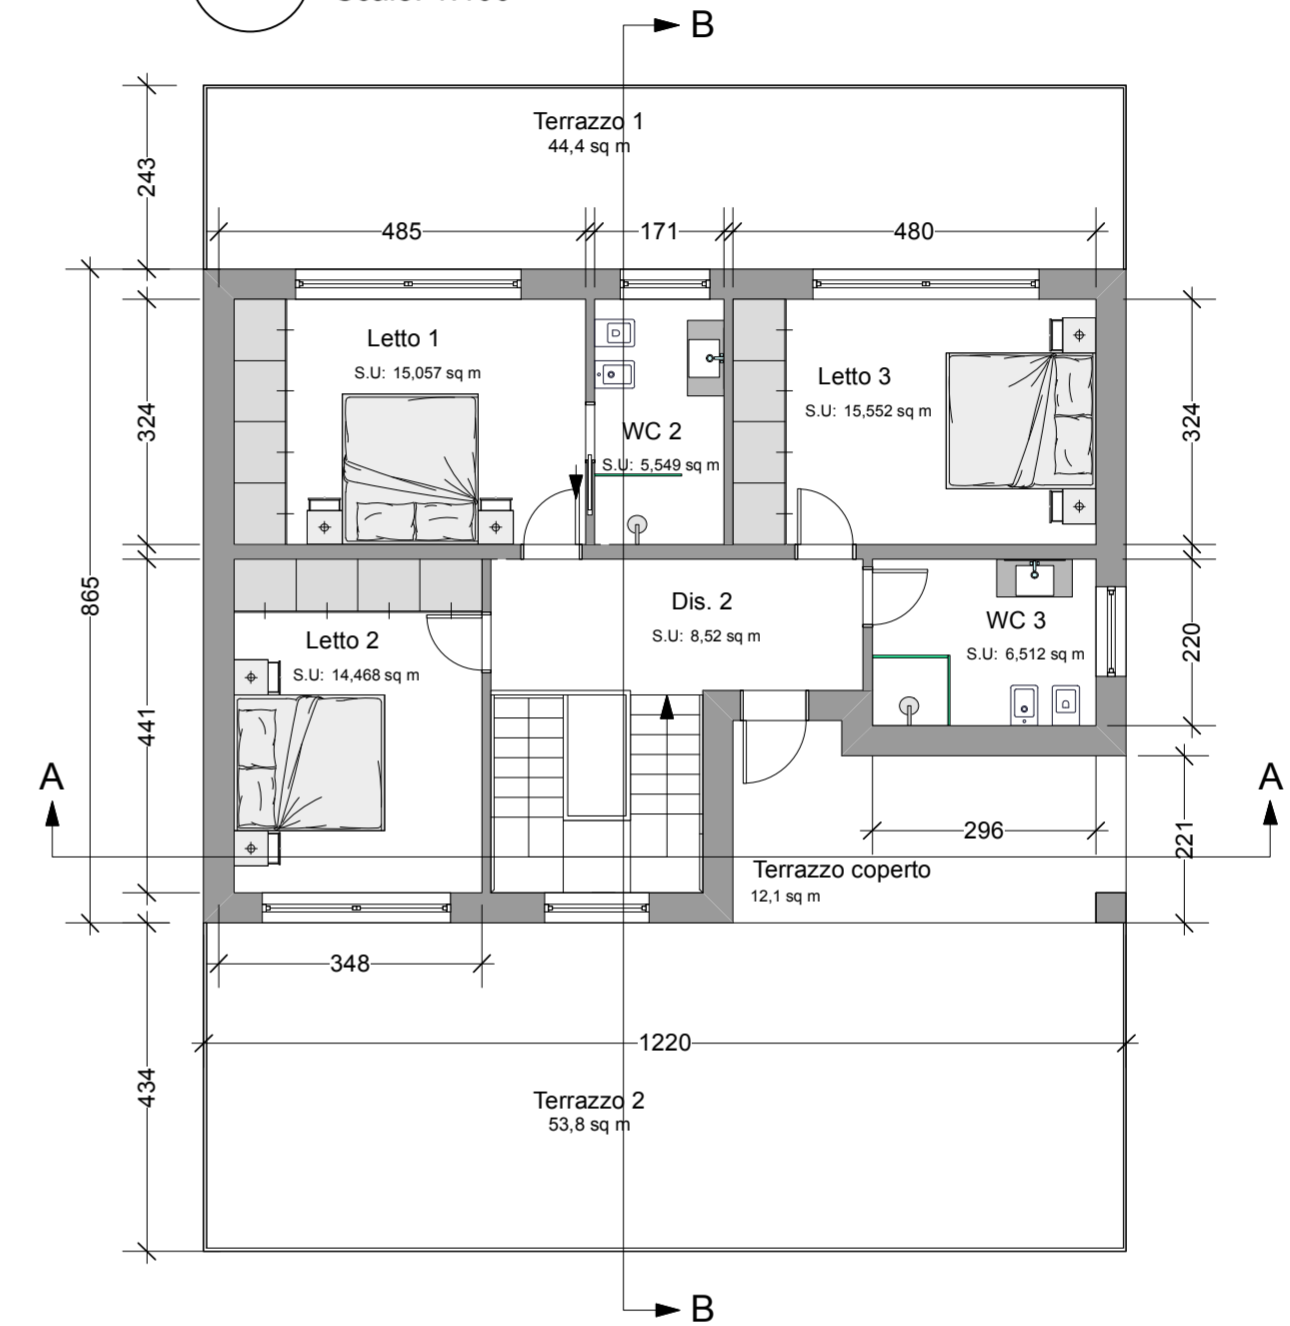 B
Terrazzo 1
44,4 sq m
243
485
171
480
Letto 1
S.U: 15,057 sq m
Letto 3
S.U: 15,552 sq m
WC 2
S.U: 5,549 sq m
324
324
865
Dis. 2
S.U: 8,52 sq m
WC 3
S.U: 6,512 sq m
220
Letto 2
S.U: 14,468 sq m
441
A
A
296
221
Terrazzo coperto
12,1 sq m
348
1220
434
Terrazzo 2
53,8 sq m
B